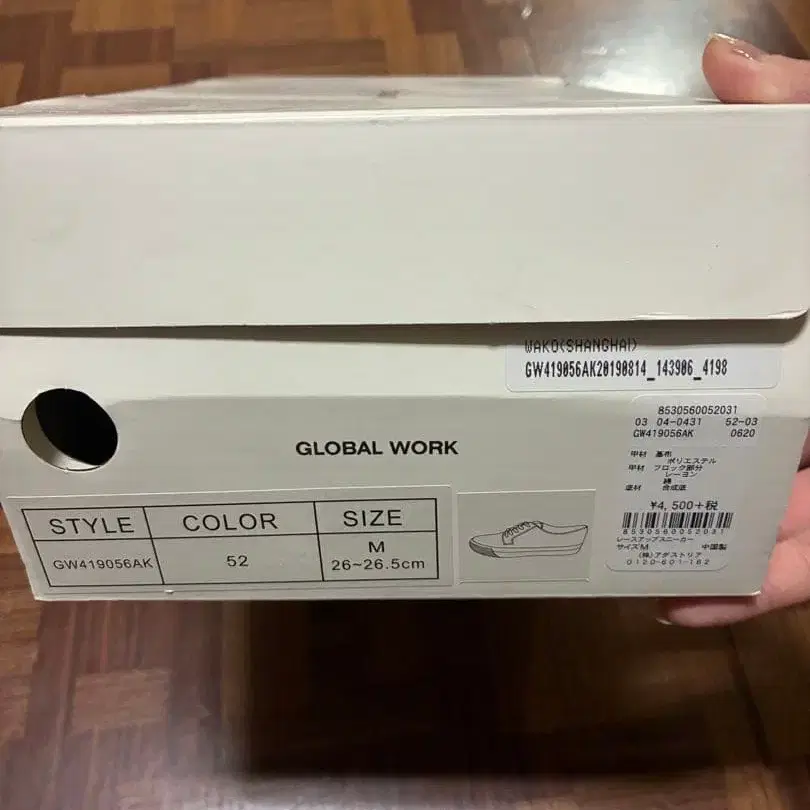 WAKO(SHANGHAI)
GW419056AK20190814_143906_4198
8530560052031
03 04-0431 52-03
GW419056AK 0620
甲材 基布
ポリエステル
甲材 ブロック部分
レーヨン
綿
底材 合成底
¥4,500+税
8530560052031
レースアップスニーカー
サイズM 中国製
(株)アダストリア
0120-601-162
GLOBAL WORK
STYLE COLOR SIZE
GW419056AK 52 M
26~26.5cm